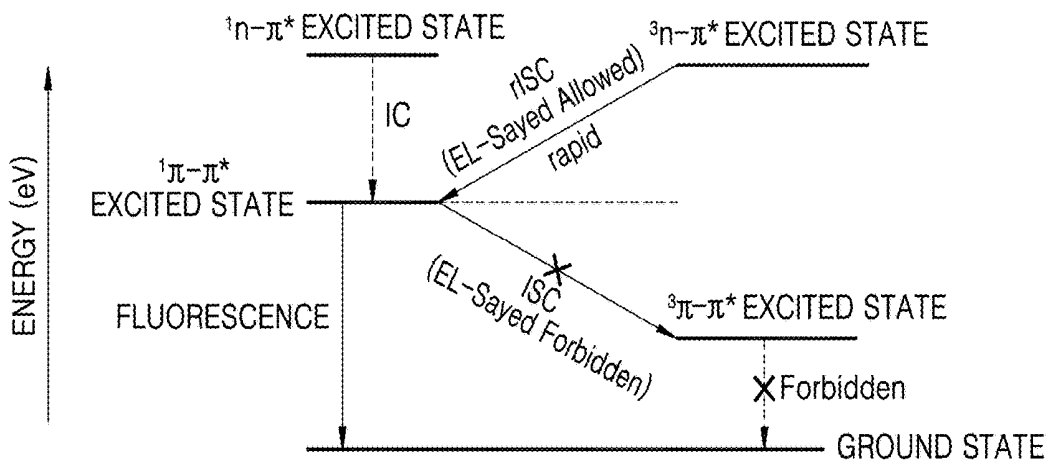 ¹n-π* EXCITED STATE
³n-π* EXCITED STATE
rISC
(EL-Sayed Allowed)
rapid
IC
¹π-π*
EXCITED STATE
ENERGY (eV)
FLUORESCENCE
ISC
(EL-Sayed Forbidden)
³π-π* EXCITED STATE
Forbidden
GROUND STATE